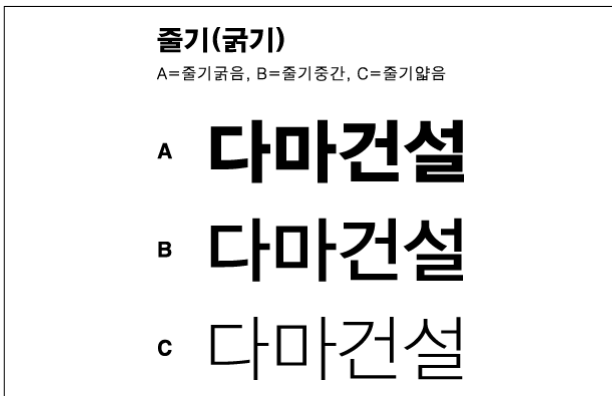 줄기(굵기)
A=줄기굵음, B=줄기중간, C=줄기얇음
A 다마건설
B 다마건설
C 다마건설